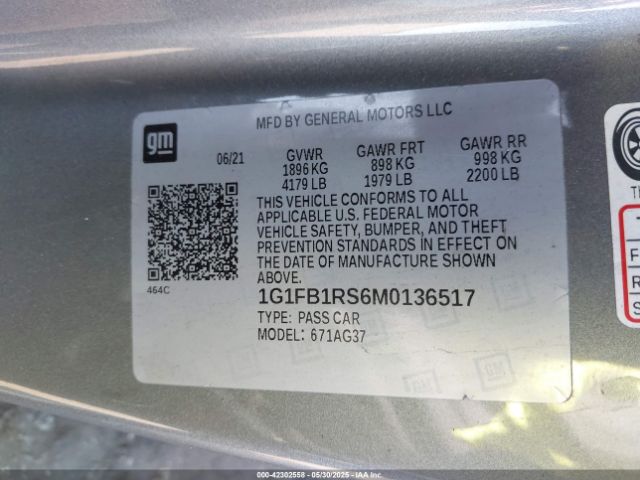 MFD BY GENERAL MOTORS LLC
gm
06/21
GVWR
1896 KG
4179 LB
GAWR FRT
898 KG
1979 LB
GAWR RR
998 KG
2200 LB
THIS VEHICLE CONFORMS TO ALL
APPLICABLE U.S. FEDERAL MOTOR
VEHICLE SAFETY, BUMPER, AND THEFT
PREVENTION STANDARDS IN EFFECT ON
THE DATE OF MANUFACTURE SHOWN
ABOVE.
464C
1G1FB1RS6M0136517
TYPE: PASS CAR
MODEL: 671AG37
TH
F
R
S
000-42302558 - 05/30/2025 - IAAI.COM